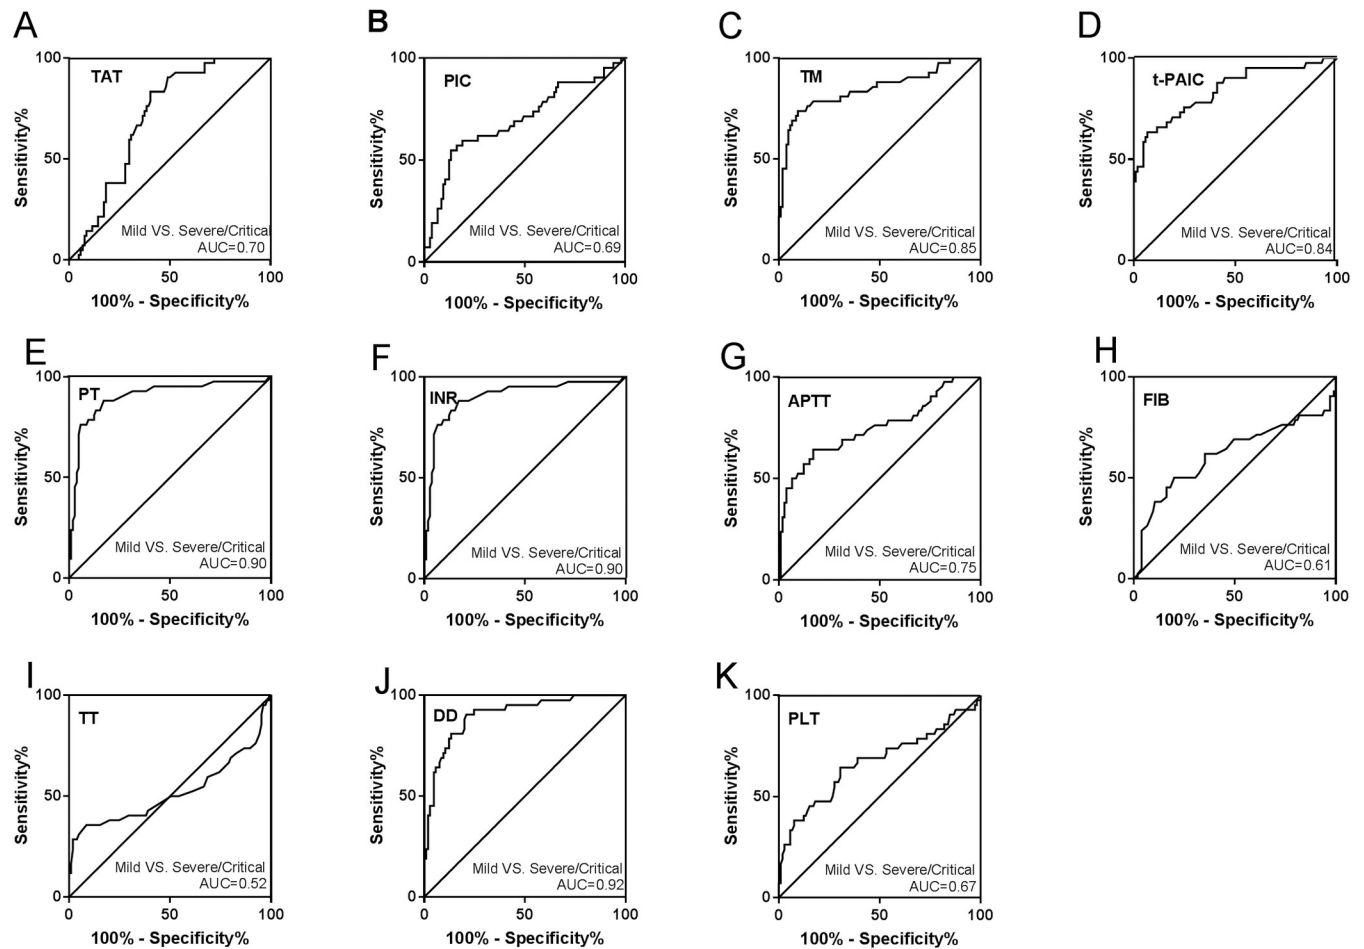 A
100
TAT
Sensitivity%
50
Mild VS. Severe/Critical
AUC=0.70
0
0 50 100
100% - Specificity%
B
100
PIC
Sensitivity%
50
Mild VS. Severe/Critical
AUC=0.69
0
0 50 100
100% - Specificity%
C
100
TM
Sensitivity%
50
Mild VS. Severe/Critical
AUC=0.85
0
0 50 100
100% - Specificity%
D
100
t-PAIC
Sensitivity%
50
Mild VS. Severe/Critical
AUC=0.84
0
0 50 100
100% - Specificity%
E
100
PT
Sensitivity%
50
Mild VS. Severe/Critical
AUC=0.90
0
0 50 100
100% - Specificity%
F
100
INR
Sensitivity%
50
Mild VS. Severe/Critical
AUC=0.90
0
0 50 100
100% - Specificity%
G
100
APTT
Sensitivity%
50
Mild VS. Severe/Critical
AUC=0.75
0
0 50 100
100% - Specificity%
H
100
FIB
Sensitivity%
50
Mild VS. Severe/Critical
AUC=0.61
0
0 50 100
100% - Specificity%
I
100
TT
Sensitivity%
50
Mild VS. Severe/Critical
AUC=0.52
0
0 50 100
100% - Specificity%
J
100
DD
Sensitivity%
50
Mild VS. Severe/Critical
AUC=0.92
0
0 50 100
100% - Specificity%
K
100
PLT
Sensitivity%
50
Mild VS. Severe/Critical
AUC=0.67
0
0 50 100
100% - Specificity%